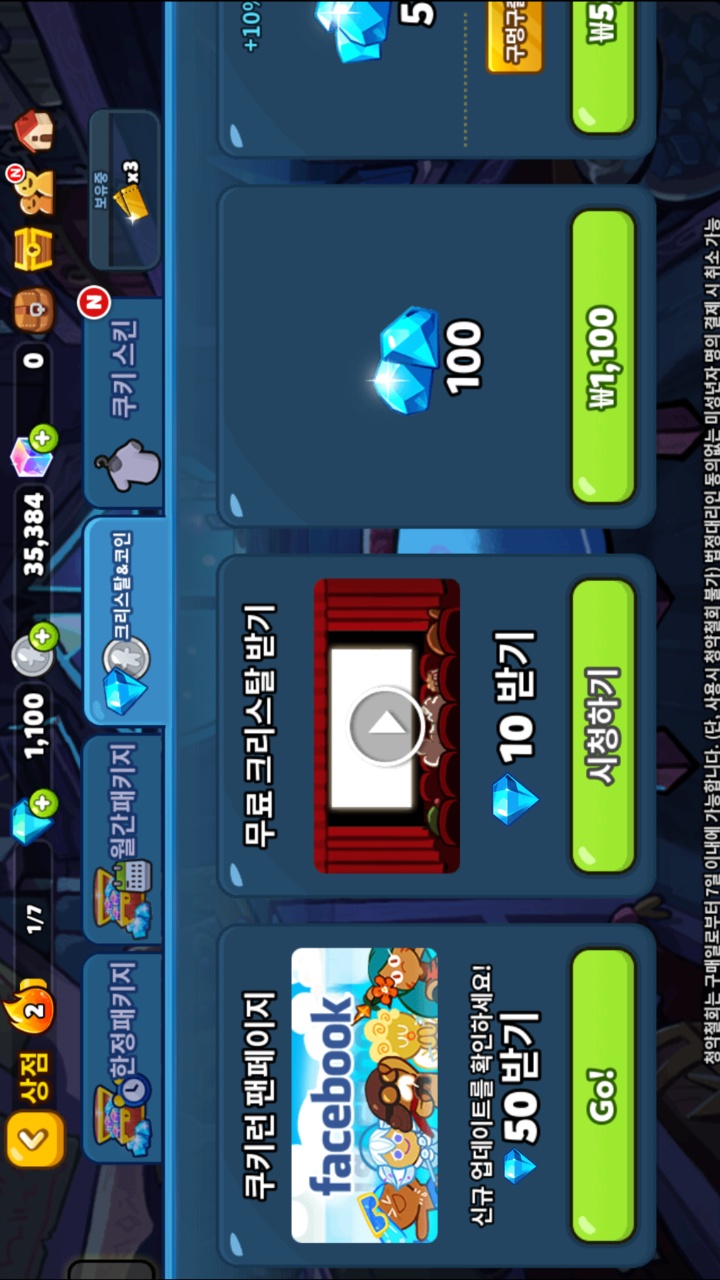 상점
2
1/7
1,100
35,384
0
N
한정패키지
월간패키지
크리스탈&코인
쿠키 스킨
N
보유중
x3
쿠키런 팬페이지
facebook
신규 업데이트를 확인하세요!
50 받기
Go!
무료 크리스탈 받기
10 받기
시청하기
100
₩1,100
+10%
5
₩5
청약철회는 구매일로부터 7일 이내에 가능합니다. (단, 사용시 청약철회 불가) 법정대리인 동의없는 미성년자 명의 결제 시 취소 가능